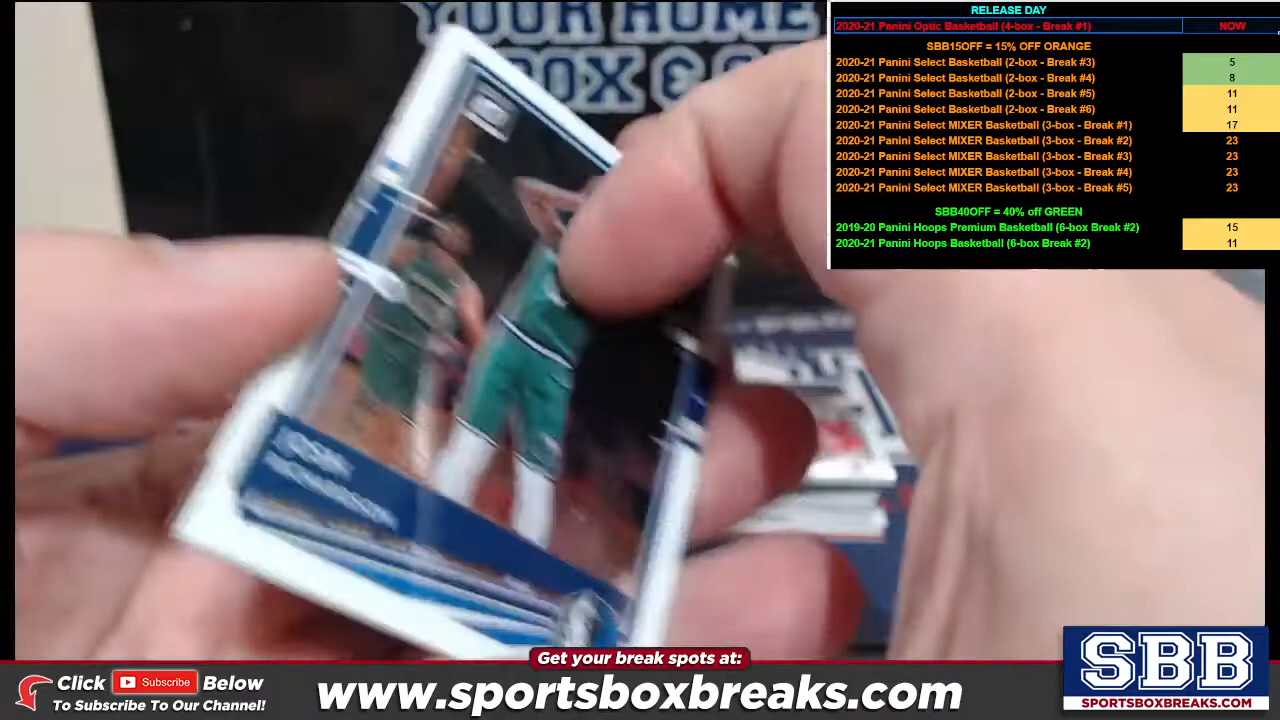 YOUR HOME
RELEASE DAY
2020-21 Panini Optic Basketball (4-box - Break #1) NOW
SBB15OFF = 15% OFF ORANGE
2020-21 Panini Select Basketball (2-box - Break #3) 5
2020-21 Panini Select Basketball (2-box - Break #4) 8
2020-21 Panini Select Basketball (2-box - Break #5) 11
2020-21 Panini Select Basketball (2-box - Break #6) 11
2020-21 Panini Select MIXER Basketball (3-box - Break #1) 17
2020-21 Panini Select MIXER Basketball (3-box - Break #2) 23
2020-21 Panini Select MIXER Basketball (3-box - Break #3) 23
2020-21 Panini Select MIXER Basketball (3-box - Break #4) 23
2020-21 Panini Select MIXER Basketball (3-box - Break #5) 23
SBB40OFF = 40% off GREEN
2019-20 Panini Hoops Premium Basketball (6-box Break #2) 15
2020-21 Panini Hoops Basketball (6-box Break #2) 11
Get your break spots at:
Click Subscribe Below
To Subscribe To Our Channel!
www.sportsboxbreaks.com
SBB
SPORTSBOXBREAKS.COM